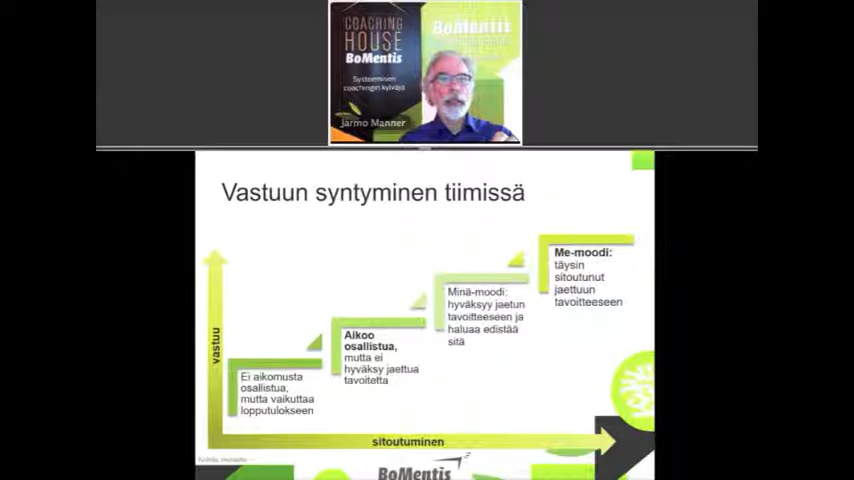 COACHING
HOUSE
BoMentis
Systeemisen
coachingin kylväjä
Jarmo Manner
BoMentis
Vastuun syntyminen tiimissä
Me-moodi:
täysin
sitoutunut
jaettuun
tavoitteeseen
Minä-moodi:
hyväksyy jaetun
tavoitteeseen ja
haluaa edistää
sitä
Aikoo
osallistua,
mutta ei
hyväksy jaettua
tavoitetta
Ei aikomusta
osallistua,
mutta vaikuttaa
lopputulokseen
vastuu
sitoutuminen
BoMentis